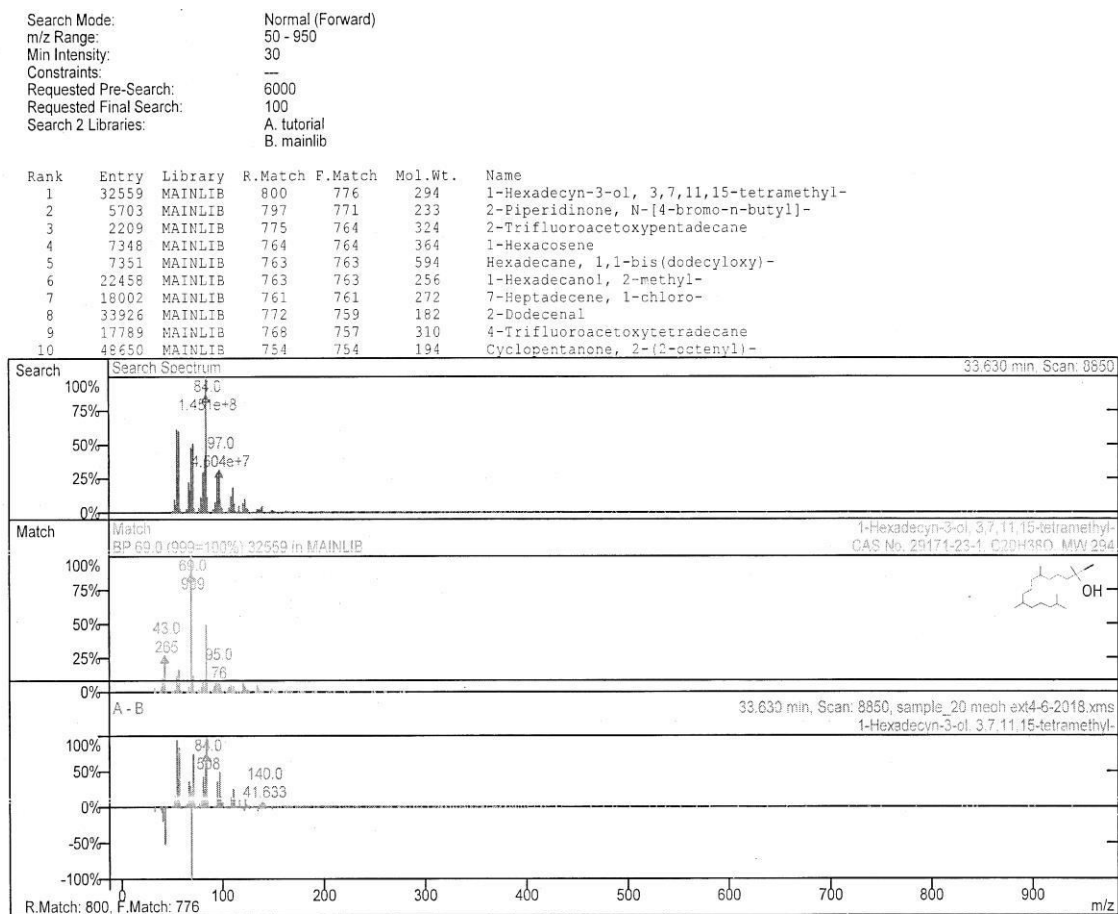 Search Mode: Normal (Forward)
m/z Range: 50 - 950
Min Intensity: 30
Constraints: ---
Requested Pre-Search: 6000
Requested Final Search: 100
Search 2 Libraries: A. tutorial
B. mainlib
Rank Entry Library R.Match F.Match Mol.Wt. Name
1 32559 MAINLIB 800 776 294 1-Hexadecyn-3-ol, 3,7,11,15-tetramethyl-
2 5703 MAINLIB 797 771 233 2-Piperidinone, N-[4-bromo-n-butyl]-
3 2209 MAINLIB 775 764 324 2-Trifluoroacetoxypentadecane
4 7348 MAINLIB 764 764 364 1-Hexacosene
5 7351 MAINLIB 763 763 594 Hexadecane, 1,1-bis(dodecyloxy)-
6 22458 MAINLIB 763 763 256 1-Hexadecanol, 2-methyl-
7 18002 MAINLIB 761 761 272 7-Heptadecene, 1-chloro-
8 33926 MAINLIB 772 759 182 2-Dodecenal
9 17789 MAINLIB 768 757 310 4-Trifluoroacetoxytetradecane
10 48650 MAINLIB 754 754 194 Cyclopentanone, 2-(2-octenyl)-
Search Search Spectrum 33.630 min, Scan: 8850
100% 84.0
1.451e+8
75%
50% 97.0
4.604e+7
25%
0%
Match Match 1-Hexadecyn-3-ol, 3,7,11,15-tetramethyl-
BP 69.0 (999=100%) 32559 in MAINLIB CAS No. 29171-23-1, C20H38O, MW 294
100% 69.0
999
75% OH
50% 43.0
265 95.0
25% 76
0%
A - B 33.630 min, Scan: 8850, sample_20 meoh ext4-6-2018.xms
1-Hexadecyn-3-ol, 3,7,11,15-tetramethyl-
100% 84.0
50% 508 140.0
41.633
0%
-50%
-100%
0 100 200 300 400 500 600 700 800 900
R.Match: 800, F.Match: 776 m/z